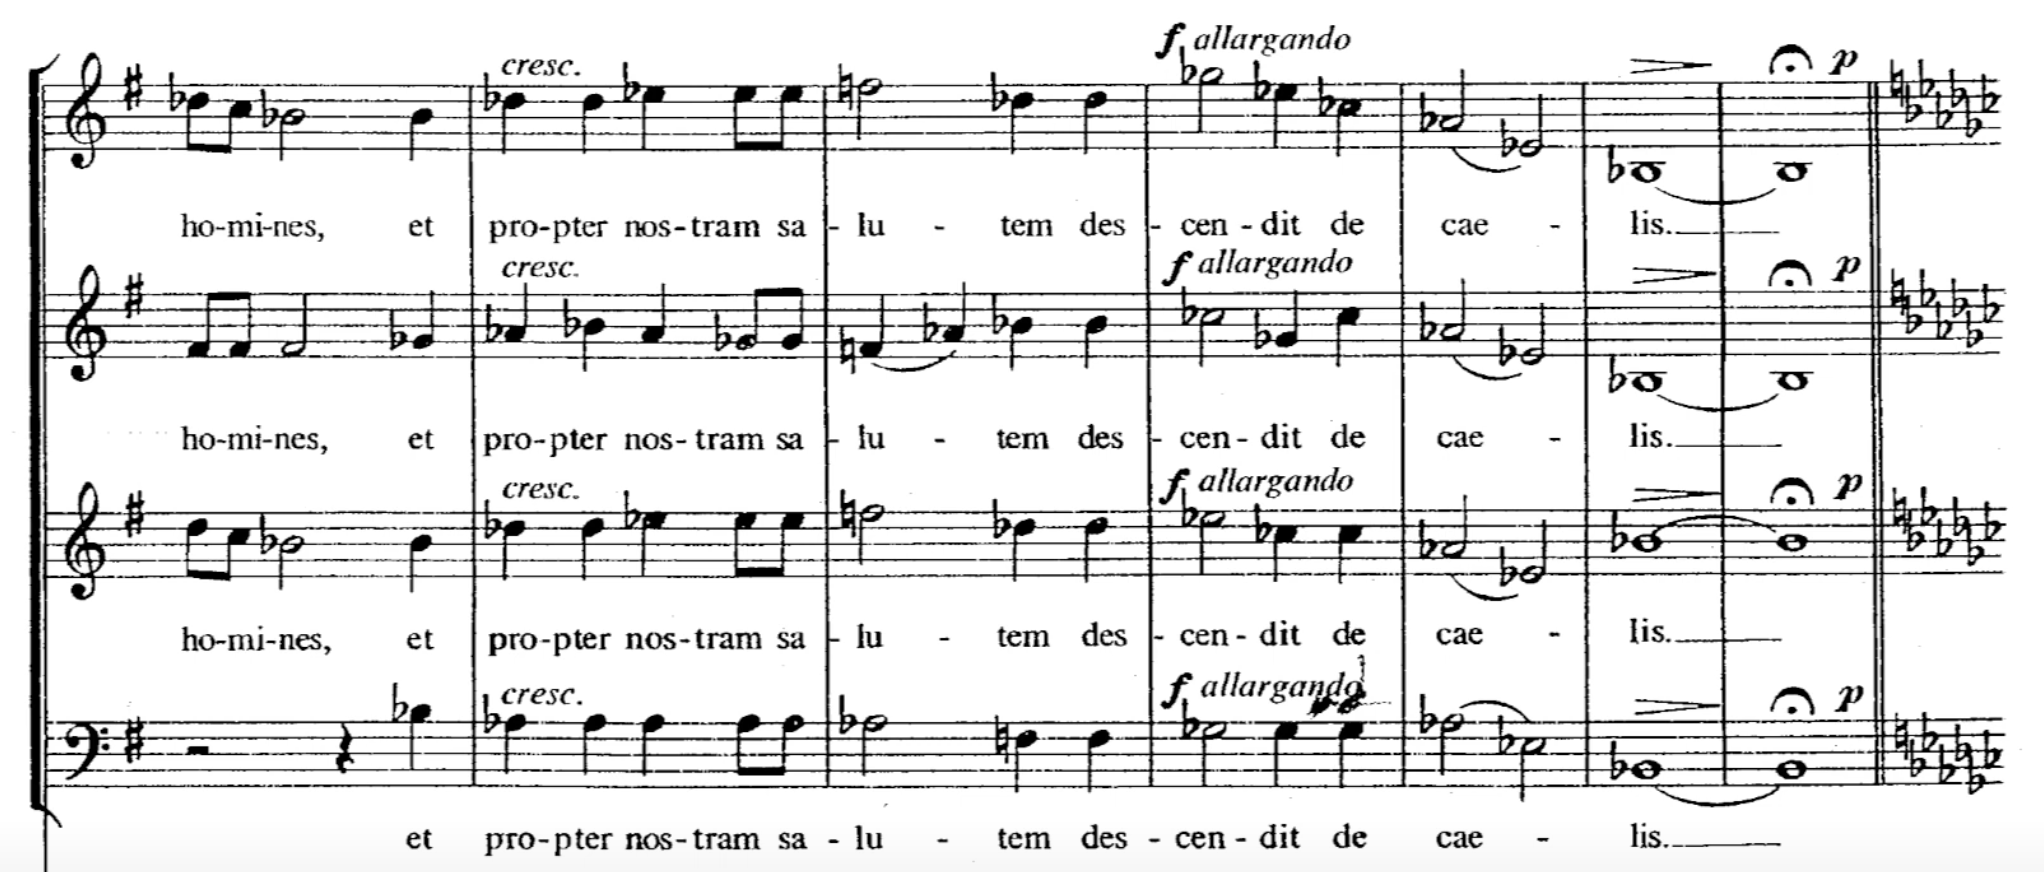 f allargando
cresc.
p
ho-mi-nes, et pro-pter nos-tram sa - lu - tem des - cen - dit de cae - lis.
cresc.
f allargando
p
ho-mi-nes, et pro-pter nos-tram sa - lu - tem des - cen - dit de cae - lis.
cresc.
f allargando
p
ho-mi-nes, et pro-pter nos-tram sa - lu - tem des - cen - dit de cae - lis.
cresc.
f allargando
p
et pro-pter nos-tram sa - lu - tem des - cen - dit de cae - lis.